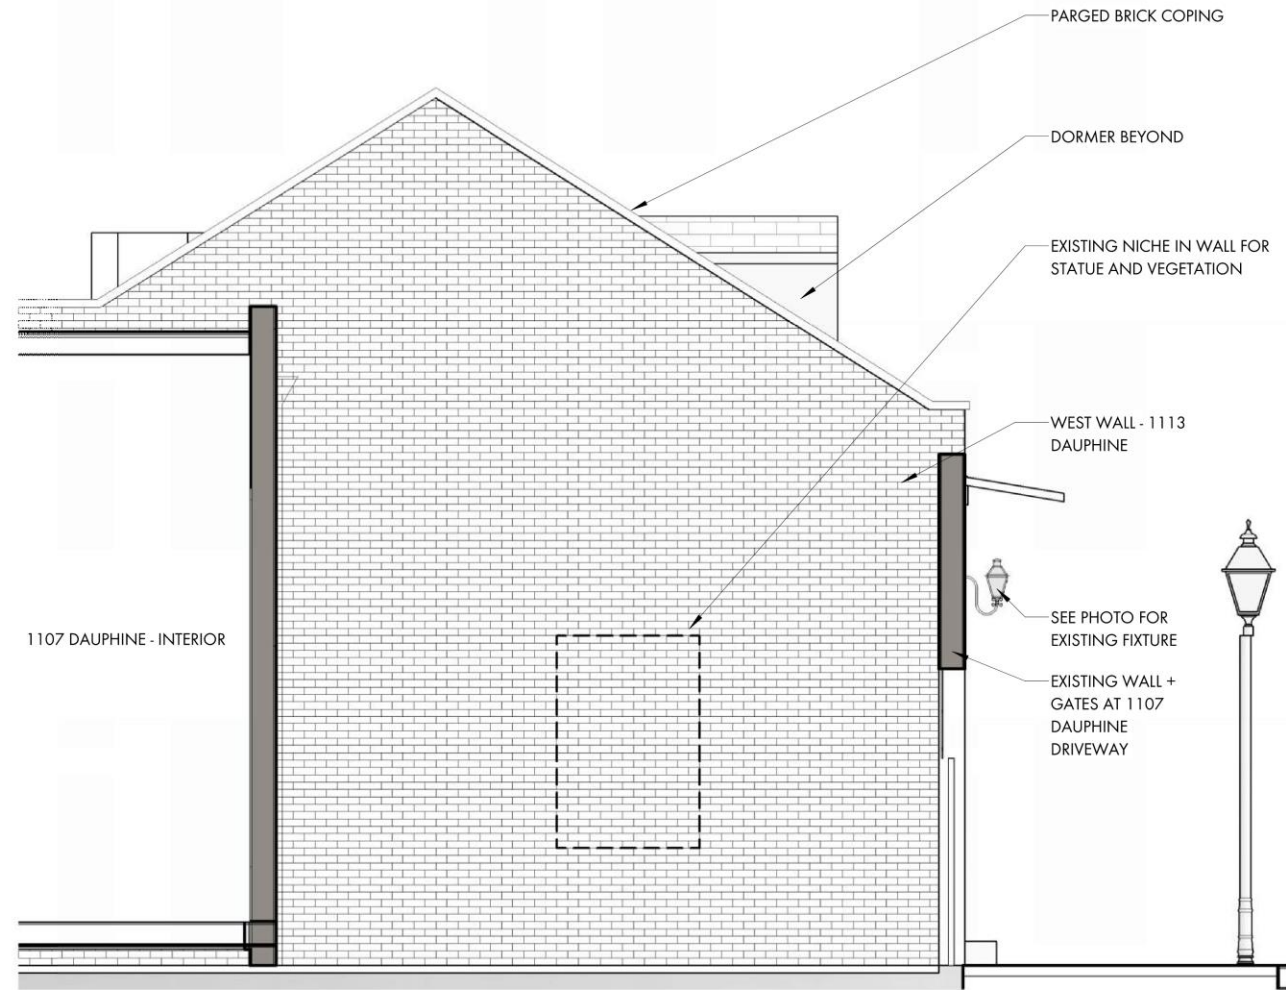 PARGED BRICK COPING
DORMER BEYOND
EXISTING NICHE IN WALL FOR
STATUE AND VEGETATION
WEST WALL - 1113
DAUPHINE
SEE PHOTO FOR
EXISTING FIXTURE
1107 DAUPHINE - INTERIOR
EXISTING WALL +
GATES AT 1107
DAUPHINE
DRIVEWAY